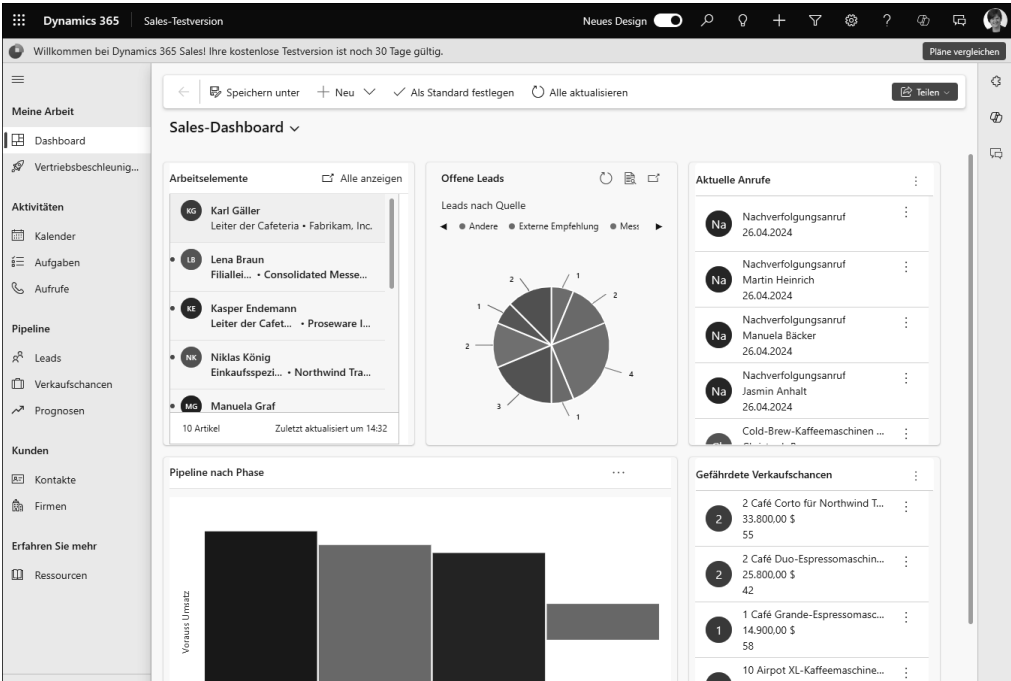 Dynamics 365
Sales-Testversion
Neues Design
Willkommen bei Dynamics 365 Sales! Ihre kostenlose Testversion ist noch 30 Tage gültig.
Pläne vergleichen
Meine Arbeit
Dashboard
Vertriebsbeschleunig...
Aktivitäten
Kalender
Aufgaben
Aufrufe
Pipeline
Leads
Verkaufschancen
Prognosen
Kunden
Kontakte
Firmen
Erfahren Sie mehr
Ressourcen
Speichern unter
Neu
Als Standard festlegen
Alle aktualisieren
Teilen
Sales-Dashboard
Arbeitselemente
Alle anzeigen
KG
Karl Gäller
Leiter der Cafeteria • Fabrikam, Inc.
LB
Lena Braun
Filiallei... • Consolidated Messe...
KE
Kasper Endemann
Leiter der Cafet... • Proseware I...
NK
Niklas König
Einkaufsspezi... • Northwind Tra...
MG
Manuela Graf
10 Artikel
Zuletzt aktualisiert um 14:32
Offene Leads
Leads nach Quelle
Andere
Externe Empfehlung
Mess
2
1
1
2
2
4
3
1
Aktuelle Anrufe
Na
Nachverfolgungsanruf
26.04.2024
Na
Nachverfolgungsanruf
Martin Heinrich
26.04.2024
Na
Nachverfolgungsanruf
Manuela Bäcker
26.04.2024
Na
Nachverfolgungsanruf
Jasmin Anhalt
26.04.2024
Cold-Brew-Kaffeemaschinen ...
Pipeline nach Phase
Vorauss Umsatz
Gefährdete Verkaufschancen
2
2 Café Corto für Northwind T...
33.800,00 $
55
2
2 Café Duo-Espressomaschin...
25.800,00 $
42
1
1 Café Grande-Espressomasc...
14.900,00 $
58
10 Airpot XL-Kaffeemaschine...